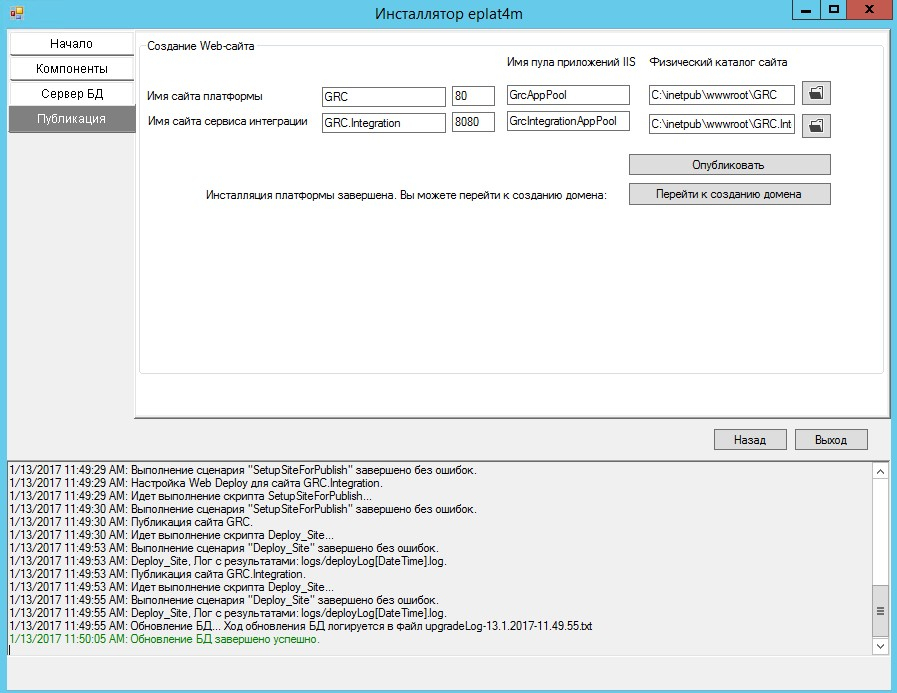 Инсталлятор eplat4m
Начало
Компоненты
Сервер БД
Публикация
Создание Web-сайта
Имя пула приложений IIS Физический каталог сайта
Имя сайта платформы GRC 80 GrcAppPool C:\inetpub\wwwroot\GRC
Имя сайта сервиса интеграции GRC.Integration 8080 GrcIntegrationAppPool C:\inetpub\wwwroot\GRC.Int
Опубликовать
Инсталляция платформы завершена. Вы можете перейти к созданию домена: Перейти к созданию домена
Назад Выход
1/13/2017 11:49:29 AM: Выполнение сценария "SetupSiteForPublish" завершено без ошибок.
1/13/2017 11:49:29 AM: Настройка Web Deploy для сайта GRC.Integration.
1/13/2017 11:49:29 AM: Идет выполнение скрипта SetupSiteForPublish...
1/13/2017 11:49:30 AM: Выполнение сценария "SetupSiteForPublish" завершено без ошибок.
1/13/2017 11:49:30 AM: Публикация сайта GRC.
1/13/2017 11:49:30 AM: Идет выполнение скрипта Deploy_Site...
1/13/2017 11:49:53 AM: Выполнение сценария "Deploy_Site" завершено без ошибок.
1/13/2017 11:49:53 AM: Deploy_Site, Лог с результатами: logs/deployLog[DateTime].log.
1/13/2017 11:49:53 AM: Публикация сайта GRC.Integration.
1/13/2017 11:49:53 AM: Идет выполнение скрипта Deploy_Site...
1/13/2017 11:49:55 AM: Выполнение сценария "Deploy_Site" завершено без ошибок.
1/13/2017 11:49:55 AM: Deploy_Site, Лог с результатами: logs/deployLog[DateTime].log.
1/13/2017 11:49:55 AM: Обновление БД... Ход обновления БД логируется в файл upgradeLog-13.1.2017-11.49.55.txt
1/13/2017 11:50:05 AM: Обновление БД завершено успешно.